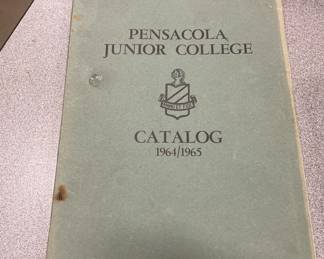 PENSACOLA
JUNIOR COLLEGE
CATALOG
1964/1965